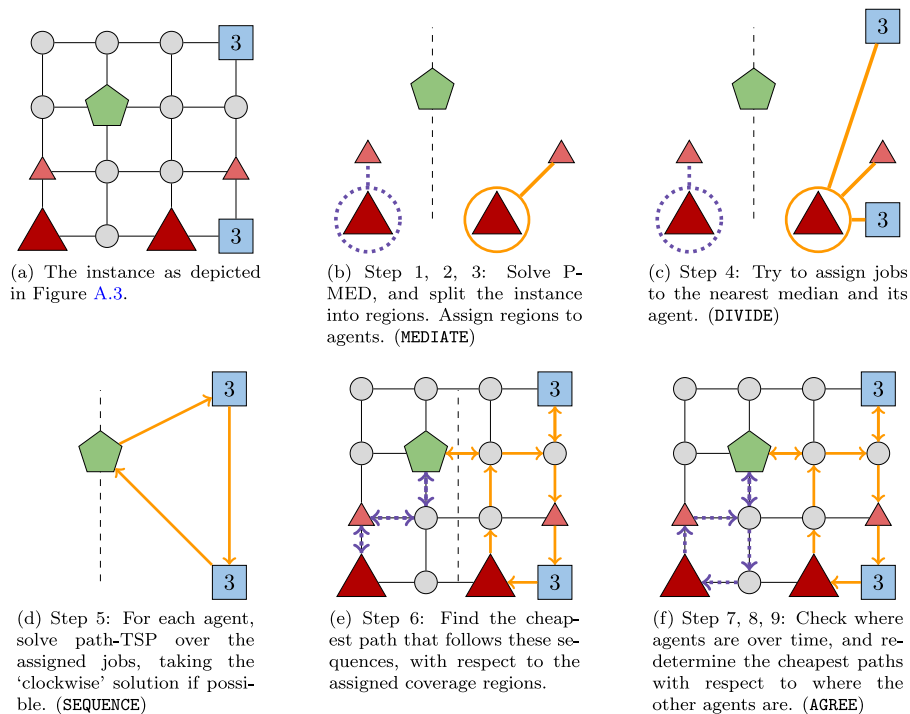 3
3
(a) The instance as depicted
in Figure A.3.
(b) Step 1, 2, 3: Solve P-
MED, and split the instance
into regions. Assign regions to
agents. (MEDIATE)
3
3
(c) Step 4: Try to assign jobs
to the nearest median and its
agent. (DIVIDE)
3
3
(d) Step 5: For each agent,
solve path-TSP over the
assigned jobs, taking the
‘clockwise’ solution if possi-
ble. (SEQUENCE)
3
3
(e) Step 6: Find the cheap-
est path that follows these se-
quences, with respect to the
assigned coverage regions.
3
3
(f) Step 7, 8, 9: Check where
agents are over time, and re-
determine the cheapest paths
with respect to where the
other agents are. (AGREE)